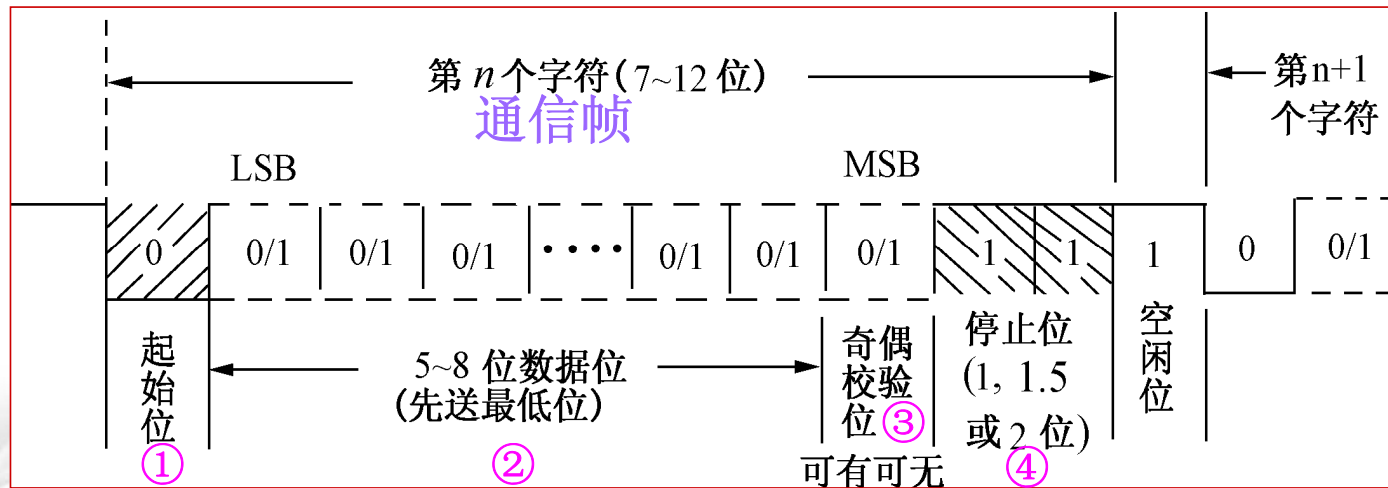 第 n 个字符(7~12 位)
通信帧
第n+1
个字符
LSB
MSB
0 0/1 0/1 0/1 ···· 0/1 0/1 0/1 1 1 1 0 0/1
起始位
①
5~8 位数据位
(先送最低位)
②
奇偶
校验
位③
可有可无
停止位
(1, 1.5
或2 位)
④
空闲位